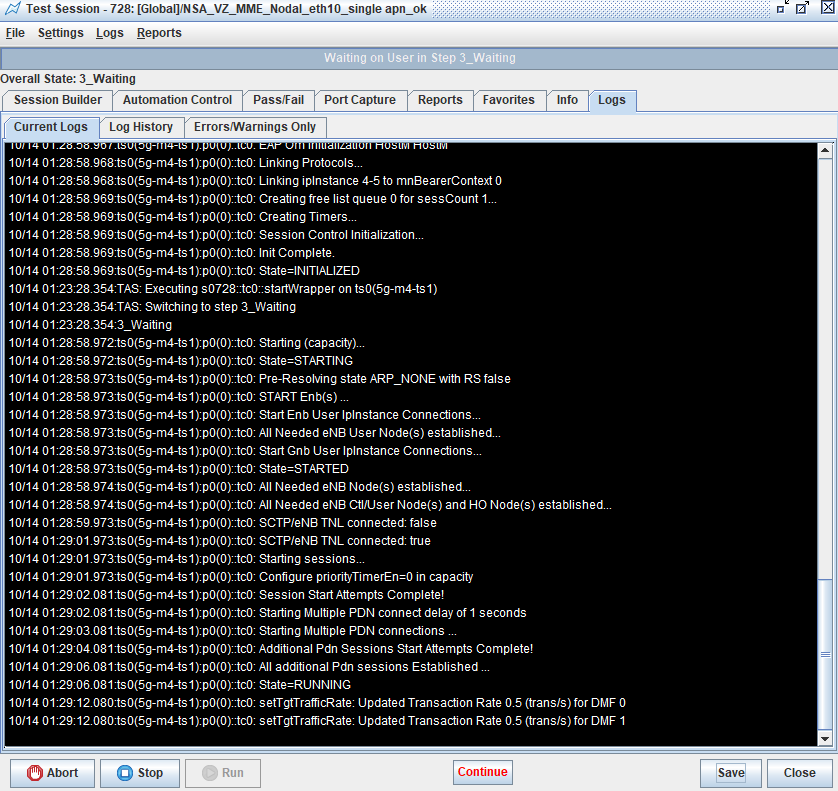 Test Session - 728: [Global]/NSA_VZ_MME_Nodal_eth10_single apn_ok
File Settings Logs Reports
Waiting on User in Step 3_Waiting
Overall State: 3_Waiting
Session Builder Automation Control Pass/Fail Port Capture Reports Favorites Info Logs
Current Logs Log History Errors/Warnings Only
10/14 01:28:58.967:ts0(5g-m4-ts1):p0(0)::tc0: EAP Om Initialization HostM HostM
10/14 01:28:58.968:ts0(5g-m4-ts1):p0(0)::tc0: Linking Protocols...
10/14 01:28:58.968:ts0(5g-m4-ts1):p0(0)::tc0: Linking ipInstance 4-5 to mnBearerContext 0
10/14 01:28:58.969:ts0(5g-m4-ts1):p0(0)::tc0: Creating free list queue 0 for sessCount 1...
10/14 01:28:58.969:ts0(5g-m4-ts1):p0(0)::tc0: Creating Timers...
10/14 01:28:58.969:ts0(5g-m4-ts1):p0(0)::tc0: Session Control Initialization...
10/14 01:28:58.969:ts0(5g-m4-ts1):p0(0)::tc0: Init Complete.
10/14 01:28:58.969:ts0(5g-m4-ts1):p0(0)::tc0: State=INITIALIZED
10/14 01:23:28.354:TAS: Executing s0728::tc0::startWrapper on ts0(5g-m4-ts1)
10/14 01:23:28.354:TAS: Switching to step 3_Waiting
10/14 01:23:28.354:3_Waiting
10/14 01:28:58.972:ts0(5g-m4-ts1):p0(0)::tc0: Starting (capacity)...
10/14 01:28:58.972:ts0(5g-m4-ts1):p0(0)::tc0: State=STARTING
10/14 01:28:58.973:ts0(5g-m4-ts1):p0(0)::tc0: Pre-Resolving state ARP_NONE with RS false
10/14 01:28:58.973:ts0(5g-m4-ts1):p0(0)::tc0: START Enb(s) ...
10/14 01:28:58.973:ts0(5g-m4-ts1):p0(0)::tc0: Start Enb User IpInstance Connections...
10/14 01:28:58.973:ts0(5g-m4-ts1):p0(0)::tc0: All Needed eNB User Node(s) established...
10/14 01:28:58.973:ts0(5g-m4-ts1):p0(0)::tc0: Start Gnb User IpInstance Connections...
10/14 01:28:58.973:ts0(5g-m4-ts1):p0(0)::tc0: State=STARTED
10/14 01:28:58.974:ts0(5g-m4-ts1):p0(0)::tc0: All Needed eNB Node(s) established...
10/14 01:28:58.974:ts0(5g-m4-ts1):p0(0)::tc0: All Needed eNB Ctl/User Node(s) and HO Node(s) established...
10/14 01:28:59.973:ts0(5g-m4-ts1):p0(0)::tc0: SCTP/eNB TNL connected: false
10/14 01:29:01.973:ts0(5g-m4-ts1):p0(0)::tc0: SCTP/eNB TNL connected: true
10/14 01:29:01.973:ts0(5g-m4-ts1):p0(0)::tc0: Starting sessions...
10/14 01:29:01.973:ts0(5g-m4-ts1):p0(0)::tc0: Configure priorityTimerEn=0 in capacity
10/14 01:29:02.081:ts0(5g-m4-ts1):p0(0)::tc0: Session Start Attempts Complete!
10/14 01:29:02.081:ts0(5g-m4-ts1):p0(0)::tc0: Starting Multiple PDN connect delay of 1 seconds
10/14 01:29:03.081:ts0(5g-m4-ts1):p0(0)::tc0: Starting Multiple PDN connections ...
10/14 01:29:04.081:ts0(5g-m4-ts1):p0(0)::tc0: Additional Pdn Sessions Start Attempts Complete!
10/14 01:29:06.081:ts0(5g-m4-ts1):p0(0)::tc0: All additional Pdn sessions Established ...
10/14 01:29:06.081:ts0(5g-m4-ts1):p0(0)::tc0: State=RUNNING
10/14 01:29:12.080:ts0(5g-m4-ts1):p0(0)::tc0: setTgtTrafficRate: Updated Transaction Rate 0.5 (trans/s) for DMF 0
10/14 01:29:12.080:ts0(5g-m4-ts1):p0(0)::tc0: setTgtTrafficRate: Updated Transaction Rate 0.5 (trans/s) for DMF 1
Abort Stop Run Continue Save Close